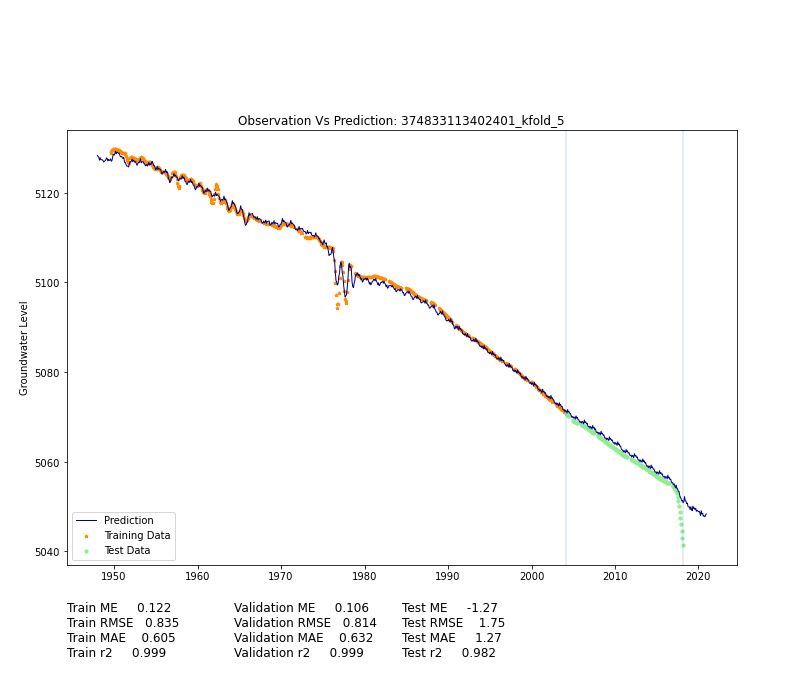 Observation Vs Prediction: 374833113402401_kfold_5
Groundwater Level
5120
5100
5080
5060
5040
Prediction
Training Data
Test Data
1950 1960 1970 1980 1990 2000 2010 2020
Train ME 0.122 Validation ME 0.106 Test ME -1.27
Train RMSE 0.835 Validation RMSE 0.814 Test RMSE 1.75
Train MAE 0.605 Validation MAE 0.632 Test MAE 1.27
Train r2 0.999 Validation r2 0.999 Test r2 0.982